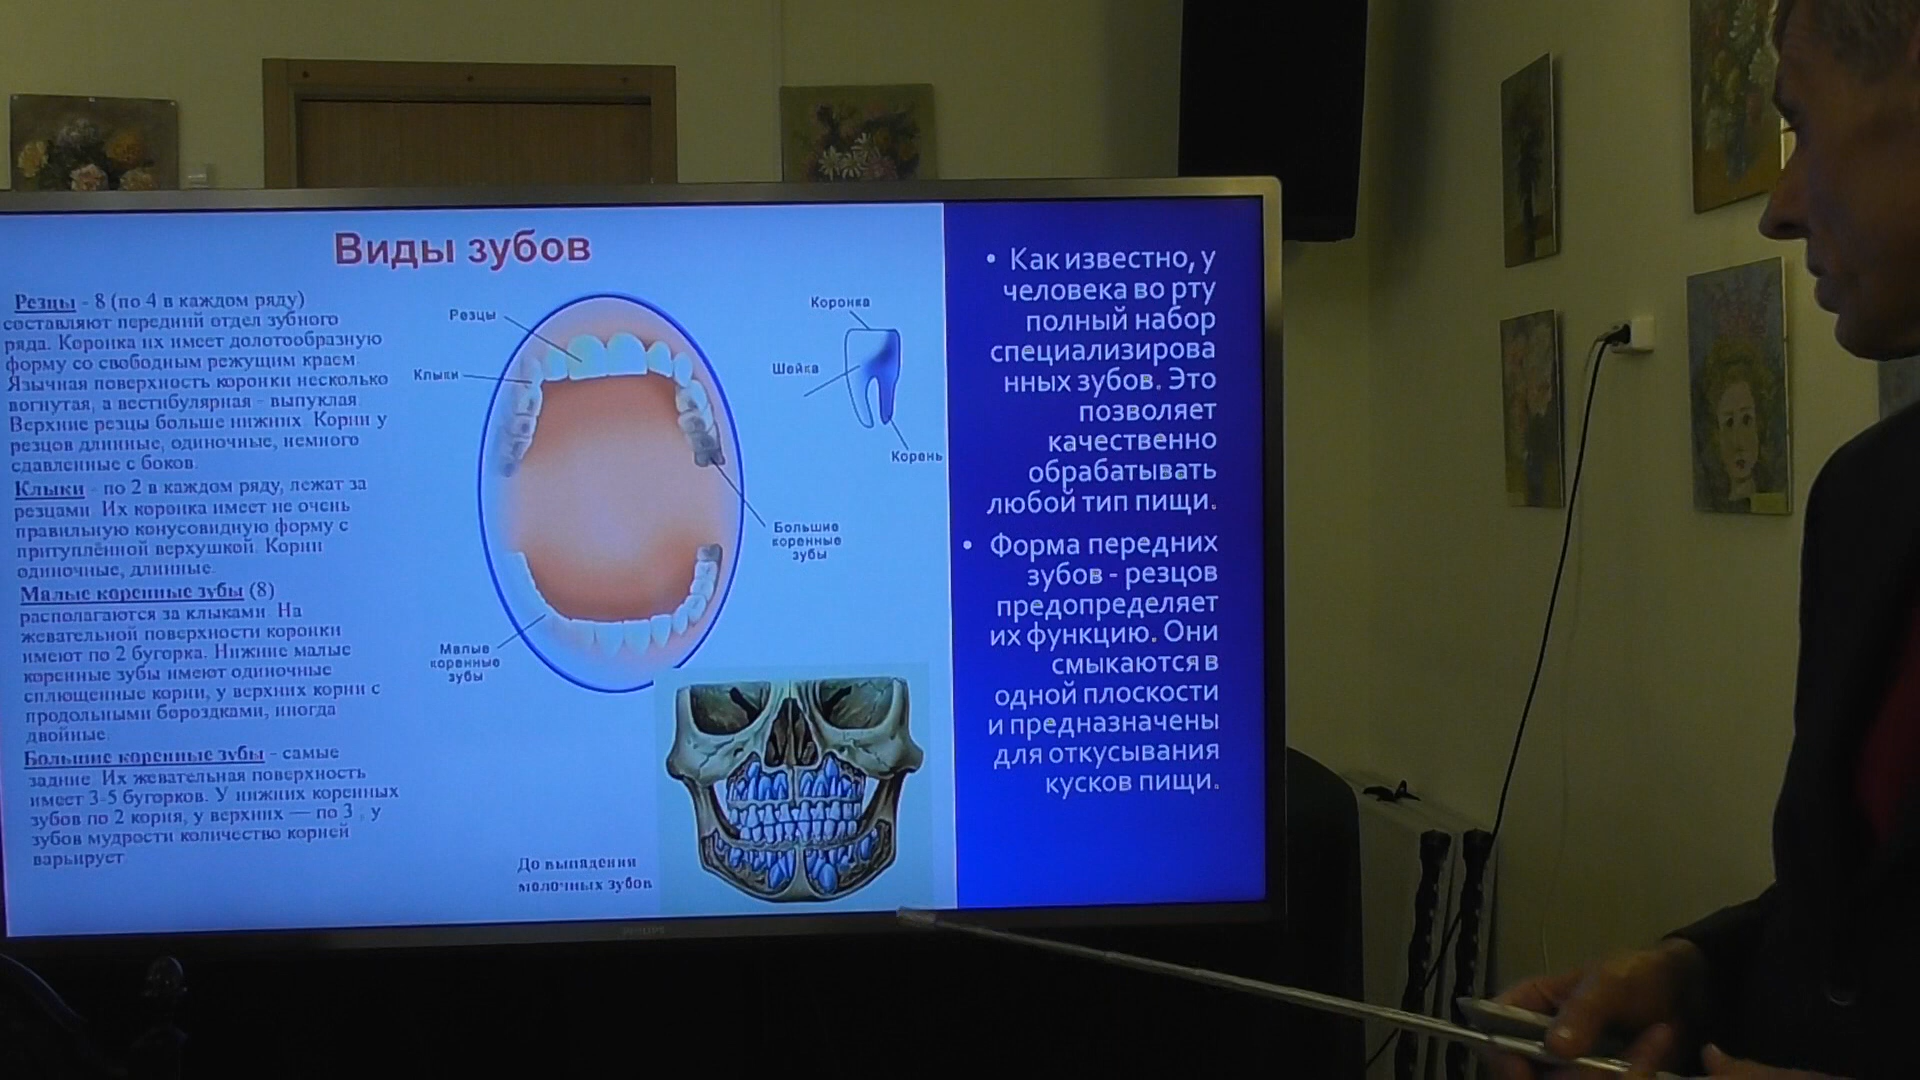 Виды зубов
Резцы - 8 (по 4 в каждом ряду)
составляют передний отдел зубного
ряда. Коронка их имеет долотообразную
форму со свободным режущим краем.
Язычная поверхность коронки несколько
вогнутая, а вестибулярная - выпуклая.
Верхние резцы больше нижних. Корни у
резцов длинные, одиночные, немного
сдавленные с боков.
Клыки - по 2 в каждом ряду, лежат за
резцами. Их коронка имеет не очень
правильную конусовидную форму с
притуплённой верхушкой. Корни
одиночные, длинные.
Малые коренные зубы (8)
располагаются за клыками. На
жевательной поверхности коронки
имеют по 2 бугорка. Нижние малые
коренные зубы имеют одиночные
сплющенные корни, у верхних корни с
продольными бороздками, иногда
двойные.
Большие коренные зубы - самые
задние. Их жевательная поверхность
имеет 3-5 бугорков. У нижних коренных
зубов по 2 корня, у верхних — по 3 , у
зубов мудрости количество корней
варьирует
Резцы
Клыки
Малые
коренные
зубы
Коронка
Шейка
Корень
Большие
коренные
зубы
До выпадения
молочных зубов
• Как известно, у
человека во рту
полный набор
специализирова
нных зубов. Это
позволяет
качественно
обрабатывать
любой тип пищи.
• Форма передних
зубов - резцов
предопределяет
их функцию. Они
смыкаются в
одной плоскости
и предназначены
для откусывания
кусков пищи.
PHILIPS